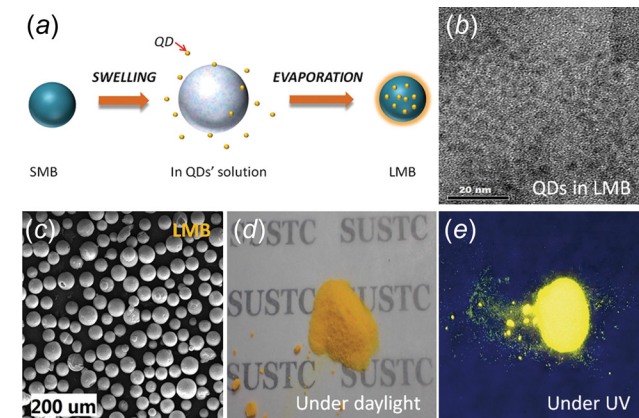 (a)
QD
SWELLING
EVAPORATION
SMB
In QDs' solution
LMB
(b)
20 nm
QDs in LMB
(c)
LMB
200 um
(d)
SUSTC SUSTC
SUSTC SUSTC
SUSTC SUSTC
Under daylight
(e)
Under UV